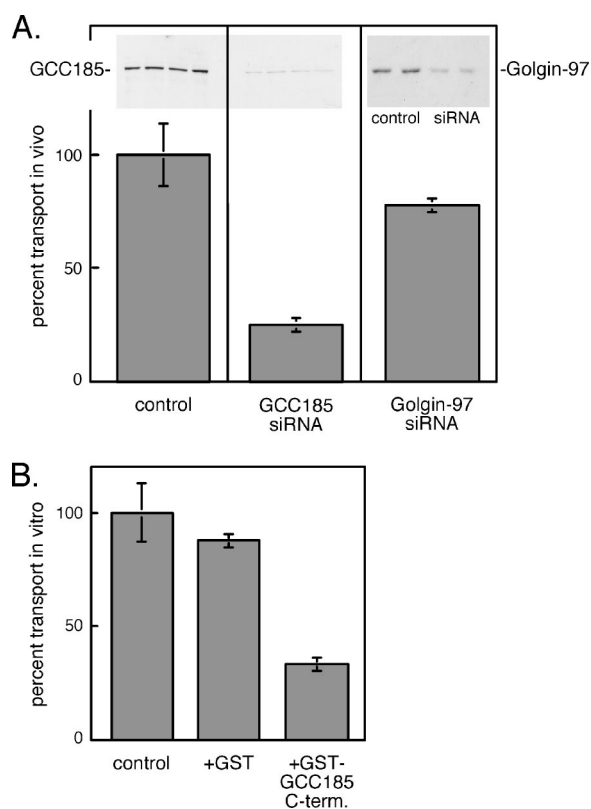 A.
GCC185-
-Golgin-97
control siRNA
percent transport in vivo
100
50
0
control
GCC185
siRNA
Golgin-97
siRNA
B.
percent transport in vitro
100
50
0
control
+GST
+GST-
GCC185
C-term.